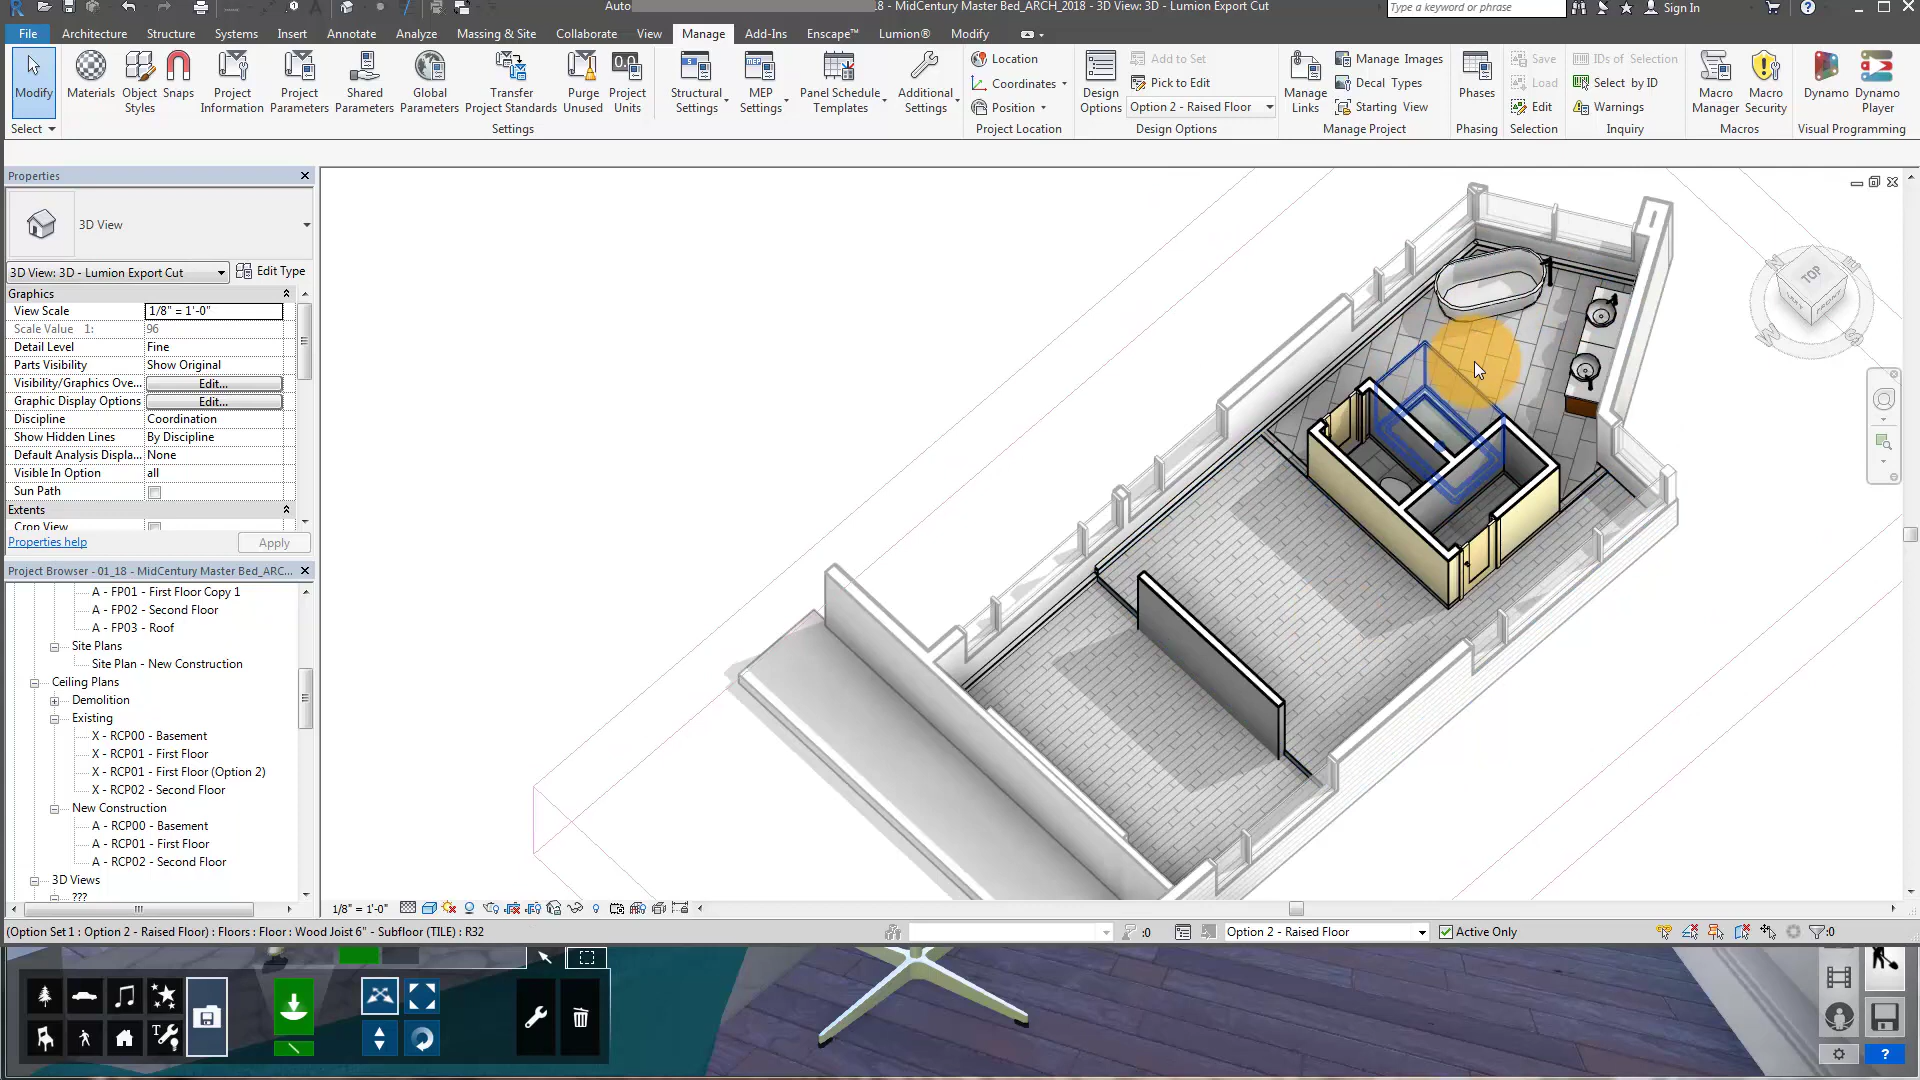 Auto 18 - MidCentury Master Bed_ARCH_2018 - 3D View: 3D - Lumion Export Cut
Type a keyword or phrase
Sign In
File Architecture Structure Systems Insert Annotate Analyze Massing & Site Collaborate View Manage Add-Ins Enscape™ Lumion® Modify
Modify
Materials
Object Styles
Snaps
Project Information
Project Parameters
Shared Parameters
Global Parameters
Transfer Project Standards
Purge Unused
Project Units
Structural Settings
MEP Settings
Panel Schedule Templates
Additional Settings
Location
Coordinates
Position
Design Options
Add to Set
Pick to Edit
Option 2 - Raised Floor
Manage Links
Manage Images
Decal Types
Starting View
Phases
Save
Load
Edit
IDs of Selection
Select by ID
Warnings
Macro Manager
Macro Security
Dynamo
Dynamo Player
Select
Settings
Project Location
Design Options
Manage Project
Phasing
Selection
Inquiry
Macros
Visual Programming
Properties
3D View
3D View: 3D - Lumion Export Cut
Edit Type
Graphics
View Scale 1/8" = 1'-0"
Scale Value 1: 96
Detail Level Fine
Parts Visibility Show Original
Visibility/Graphics Ove... Edit...
Graphic Display Options Edit...
Discipline Coordination
Show Hidden Lines By Discipline
Default Analysis Displa... None
Visible In Option all
Sun Path
Extents
Crop View
Properties help
Apply
Project Browser - 01_18 - MidCentury Master Bed_ARC...
A - FP01 - First Floor Copy 1
A - FP02 - Second Floor
A - FP03 - Roof
Site Plans
Site Plan - New Construction
Ceiling Plans
Demolition
Existing
X - RCP00 - Basement
X - RCP01 - First Floor
X - RCP01 - First Floor (Option 2)
X - RCP02 - Second Floor
New Construction
A - RCP00 - Basement
A - RCP01 - First Floor
A - RCP02 - Second Floor
3D Views
???
TOP
FRONT
N
E
W
S
1/8" = 1'-0"
(Option Set 1 : Option 2 - Raised Floor) : Floors : Floor : Wood Joist 6" - Subfloor (TILE) : R32
:0
Option 2 - Raised Floor
Active Only
:0